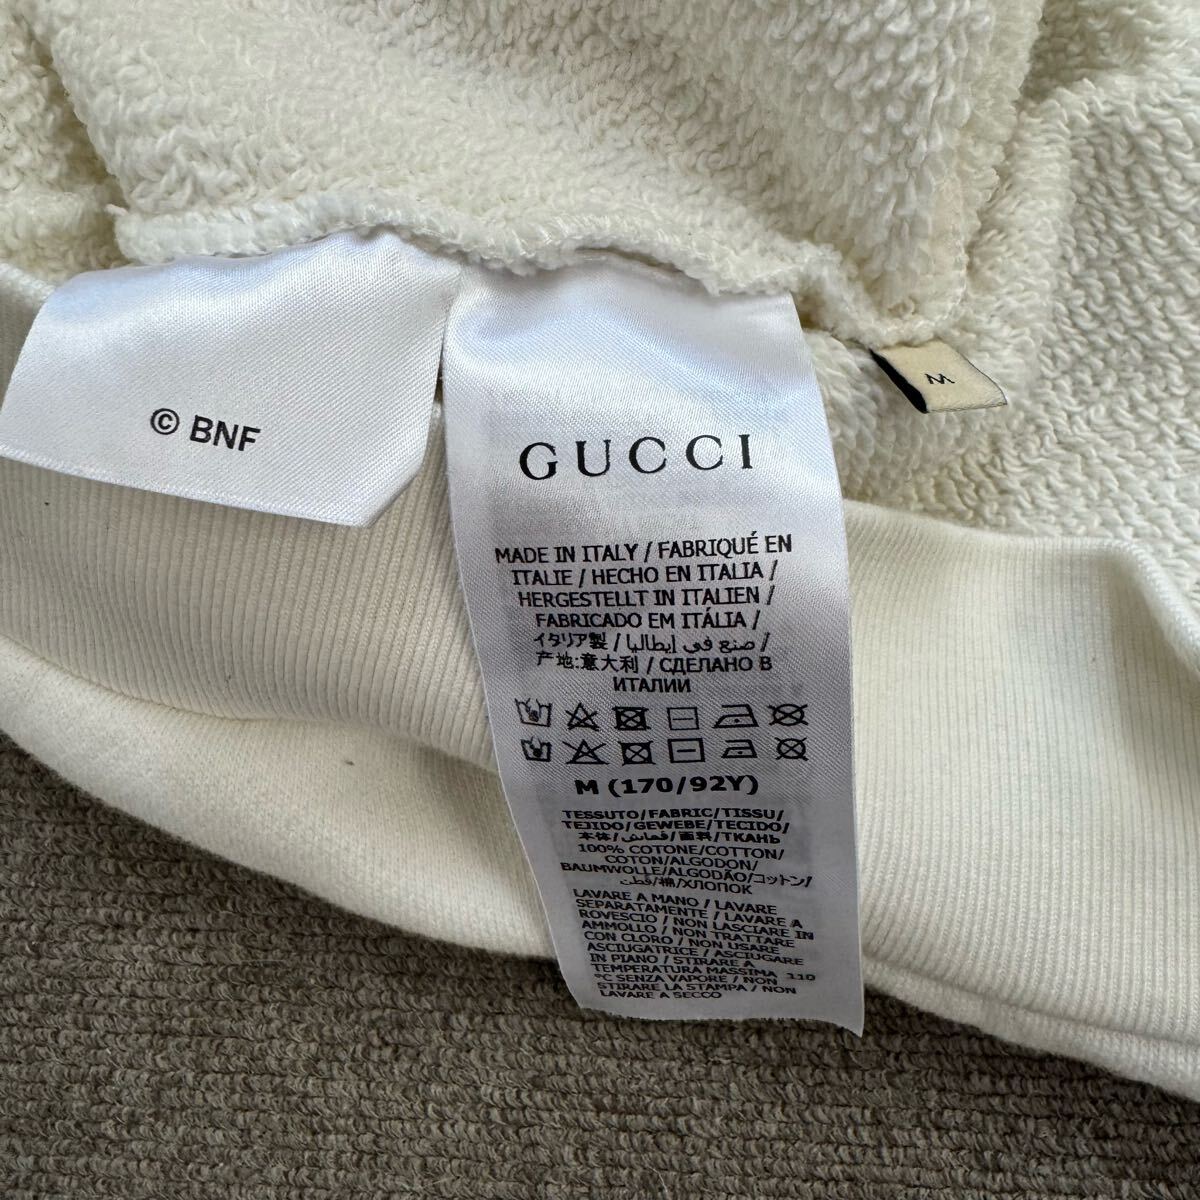 © BNF
M
GUCCI
MADE IN ITALY / FABRIQUÉ EN
ITALIE / HECHO EN ITALIA /
HERGESTELLT IN ITALIEN /
FABRICADO EM ITÁLIA /
イタリア製 / صنع في إيطاليا /
产地:意大利 / СДЕЛАНО В
ИТАЛИИ
M (170/92Y)
TESSUTO/FABRIC/TISSU/
TEJIDO/GEWEBE/TECIDO/
本体/قماش/面料/ТКАНЬ
100% COTONE/COTTON/
COTON/ALGODON/
BAUMWOLLE/ALGODÃO/コットン/
قطن/棉/ХЛОПОК
LAVARE A MANO / LAVARE
SEPARATAMENTE / LAVARE A
ROVESCIO / NON LASCIARE IN
AMMOLLO / NON TRATTARE
CON CLORO / NON USARE
ASCIUGATRICE / ASCIUGARE
IN PIANO / STIRARE A
TEMPERATURA MASSIMA 110
°C SENZA VAPORE / NON
STIRARE LA STAMPA / NON
LAVARE A SECCO